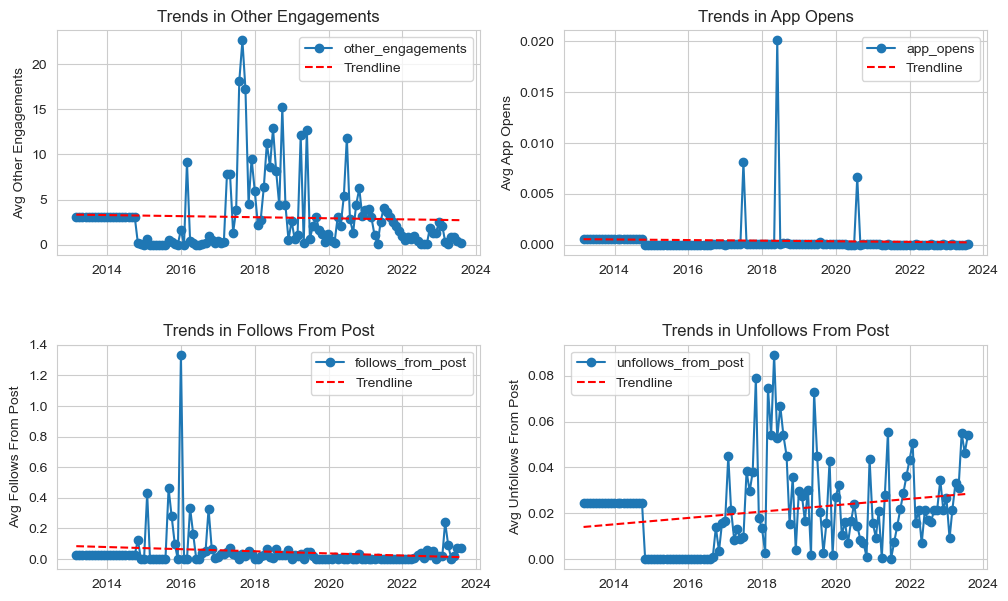 Trends in Other Engagements
Avg Other Engagements
20
15
10
5
0
other_engagements
Trendline
2014 2016 2018 2020 2022 2024
Trends in App Opens
Avg App Opens
0.020
0.015
0.010
0.005
0.000
app_opens
Trendline
2014 2016 2018 2020 2022 2024
Trends in Follows From Post
Avg Follows From Post
1.4
1.2
1.0
0.8
0.6
0.4
0.2
0.0
follows_from_post
Trendline
2014 2016 2018 2020 2022 2024
Trends in Unfollows From Post
Avg Unfollows From Post
0.08
0.06
0.04
0.02
0.00
unfollows_from_post
Trendline
2014 2016 2018 2020 2022 2024